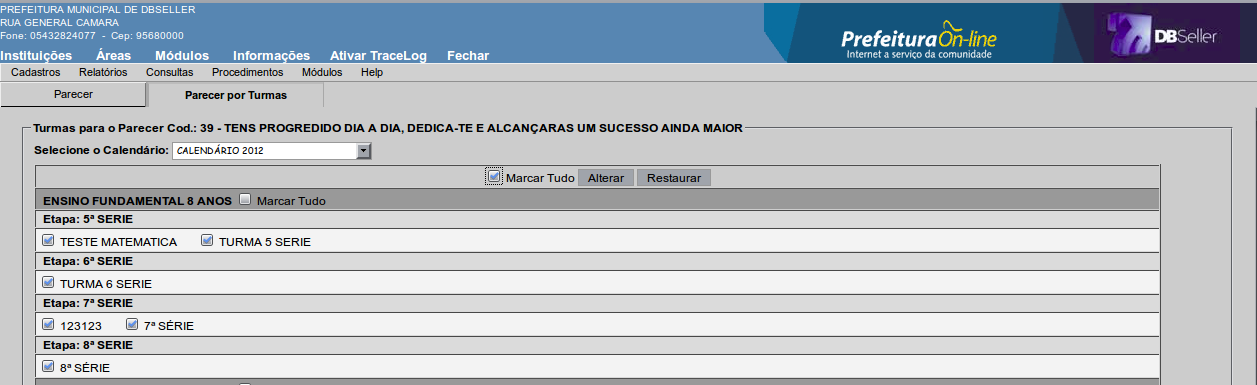 PREFEITURA MUNICIPAL DE DBSELLER
RUA GENERAL CAMARA
Fone: 05432824077 - Cep: 95680000
PrefeituraOn-line
Internet a serviço da comunidade
DBSeller
Instituições Áreas Módulos Informações Ativar TraceLog Fechar
Cadastros Relatórios Consultas Procedimentos Módulos Help
Parecer Parecer por Turmas
Turmas para o Parecer Cod.: 39 - TENS PROGREDIDO DIA A DIA, DEDICA-TE E ALCANÇARAS UM SUCESSO AINDA MAIOR
Selecione o Calendário: CALENDÁRIO 2012
Marcar Tudo Alterar Restaurar
ENSINO FUNDAMENTAL 8 ANOS Marcar Tudo
Etapa: 5ª SERIE
TESTE MATEMATICA TURMA 5 SERIE
Etapa: 6ª SERIE
TURMA 6 SERIE
Etapa: 7ª SERIE
123123 7ª SÉRIE
Etapa: 8ª SERIE
8ª SÉRIE